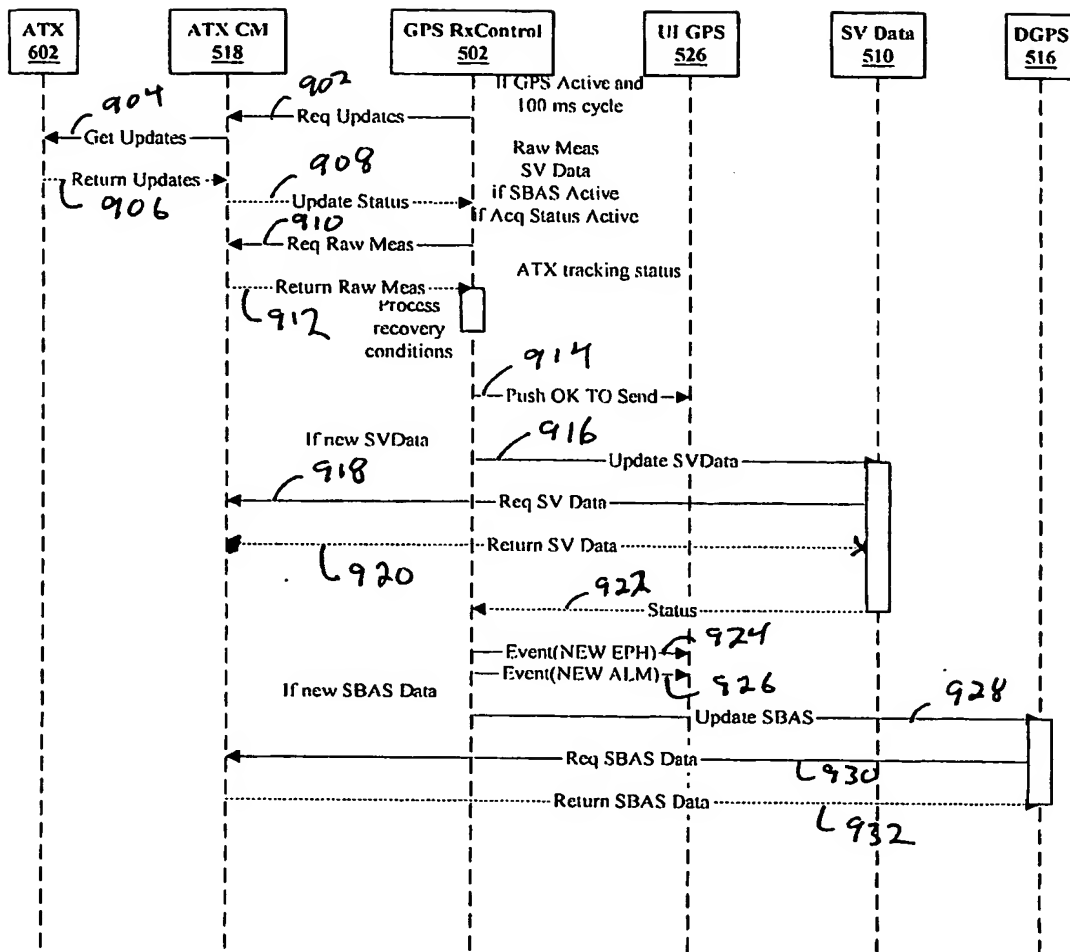 ATX
602
ATX CM
518
GPS RxControl
502
UI GPS
526
SV Data
510
DGPS
516
If GPS Active and
100 ms cycle
902
Req Updates
904
Get Updates
Raw Meas
SV Data
if SBAS Active
if Acq Status Active
Return Updates
906
908
Update Status
910
Req Raw Meas
ATX tracking status
Return Raw Meas
912
Process
recovery
conditions
914
Push OK TO Send
If new SVData
916
Update SVData
918
Req SV Data
Return SV Data
920
922
Status
Event(NEW EPH)
924
Event(NEW ALM)
926
If new SBAS Data
928
Update SBAS
Req SBAS Data
930
Return SBAS Data
932